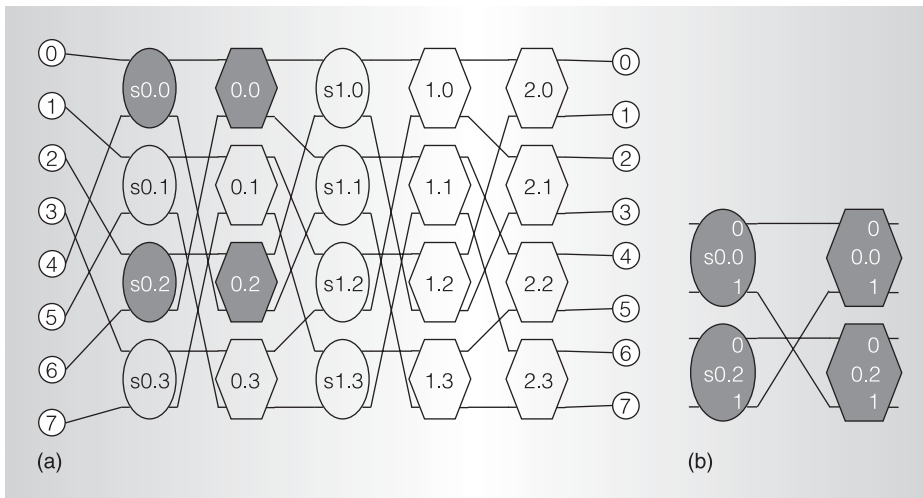 0 s0.0 0.0 s1.0 1.0 2.0 0
1 1
2 s0.1 0.1 s1.1 1.1 2.1 2
3 3
4 s0.2 0.2 s1.2 1.2 2.2 4
5 5
6 s0.3 0.3 s1.3 1.3 2.3 6
7 7
(a)
0 0
s0.0 0.0
1 1
0 0
s0.2 0.2
1 1
(b)